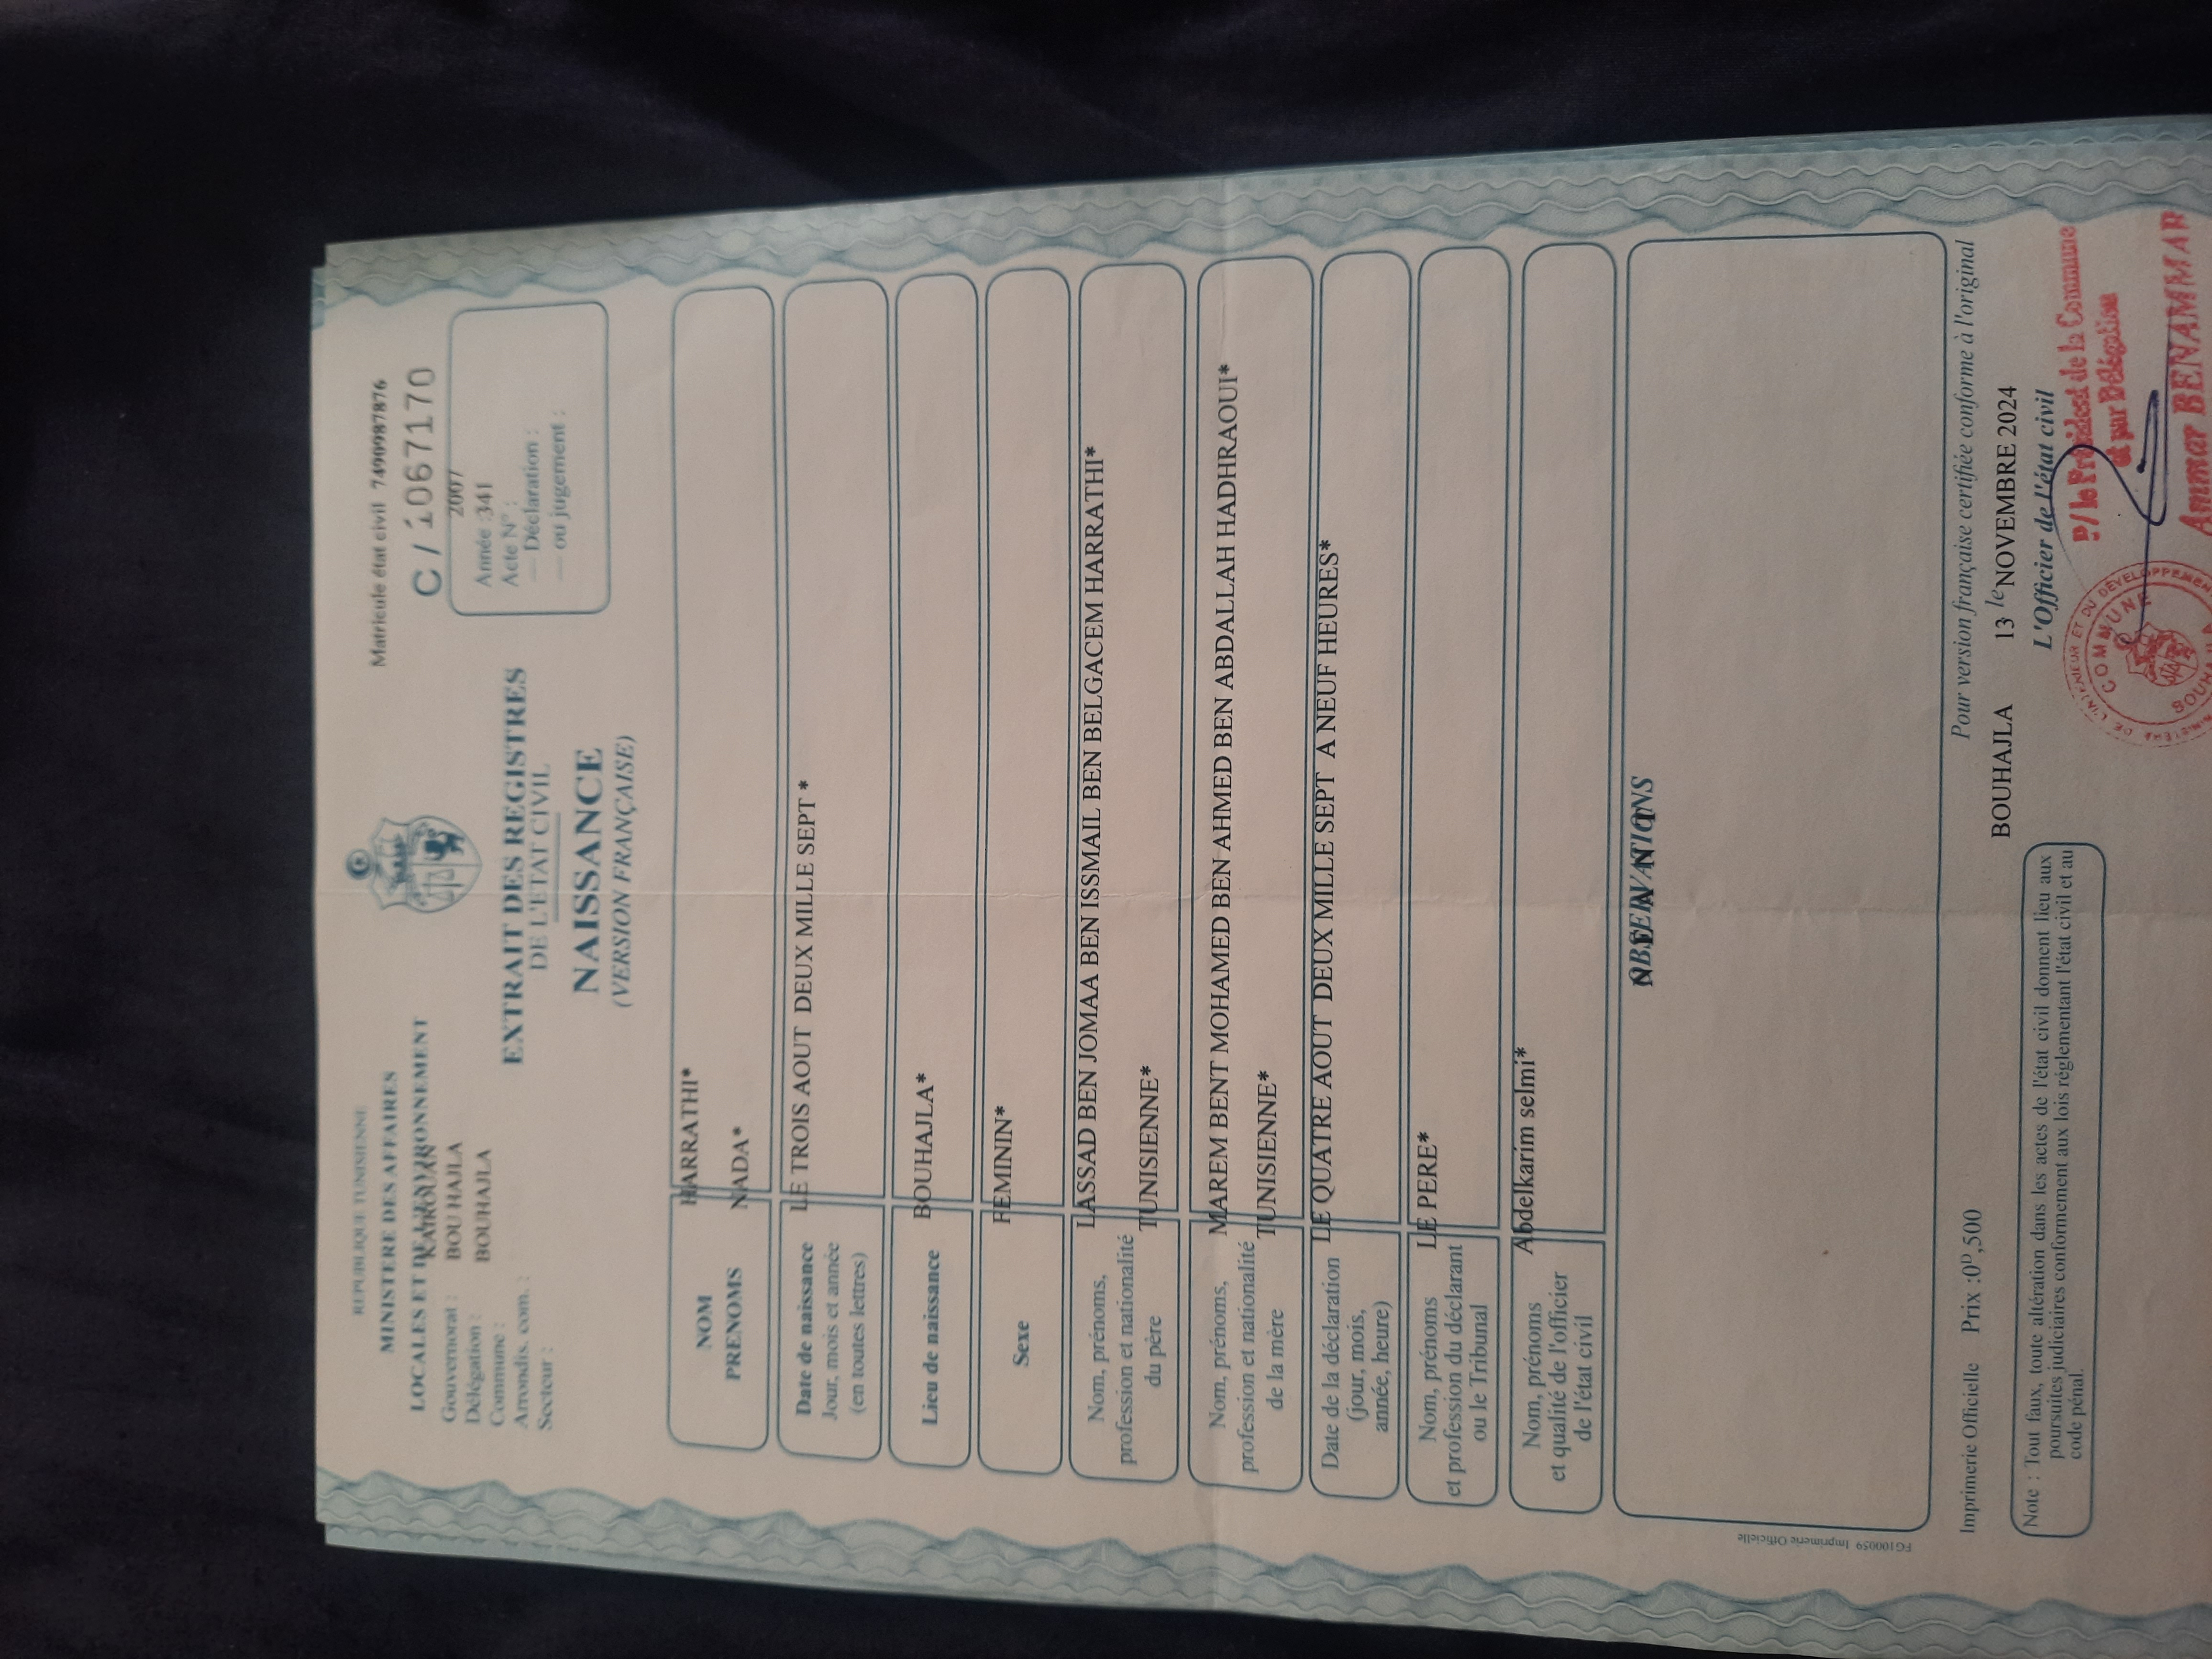 REPUBLIQUE TUNISIENNE
MINISTERE DES AFFAIRES
LOCALES ET DE L'ENVIRONNEMENT
Gouvernorat : KAIROUAN
Délégation : BOU HAJLA
Commune : BOUHAJLA
Arrondis. com. :
Secteur :
Matricule état civil 7490987876
C / 1067170
2007
Année : 341
Acte N° :
— Déclaration :
— ou jugement :
EXTRAIT DES REGISTRES
DE L'ETAT CIVIL
NAISSANCE
(VERSION FRANÇAISE)
NOM HARRATHI*
PRENOMS NADA*
Date de naissance LE TROIS AOUT DEUX MILLE SEPT *
Jour, mois et année
(en toutes lettres)
Lieu de naissance BOUHAJLA*
Sexe FEMININ*
Nom, prénoms, LASSAD BEN JOMAA BEN ISSMAIL BEN BELGACEM HARRATHI*
profession et nationalité TUNISIENNE*
du père
Nom, prénoms, MAREM BENT MOHAMED BEN AHMED BEN ABDALLAH HADHRAOUI*
profession et nationalité TUNISIENNE*
de la mère
Date de la déclaration LE QUATRE AOUT DEUX MILLE SEPT A NEUF HEURES*
(jour, mois,
année, heure)
Nom, prénoms LE PERE*
et profession du déclarant
ou le Tribunal
Nom, prénoms Abdelkarim selmi*
et qualité de l'officier
de l'état civil
OBSERVATIONS
FG100059 Imprimerie Officielle
Imprimerie Officielle Prix :0D,500
Pour version française certifiée conforme à l'original
BOUHAJLA 13 le NOVEMBRE 2024
L'Officier de l'état civil
Note : Tout faux, toute altération dans les actes de l'état civil donnent lieu aux
poursuites judiciaires conformement aux lois réglementant l'état civil et au
code pénal.
P/ le Président de la Commune
et par Délégation
Ammar BENAMMAR
COMMUNE